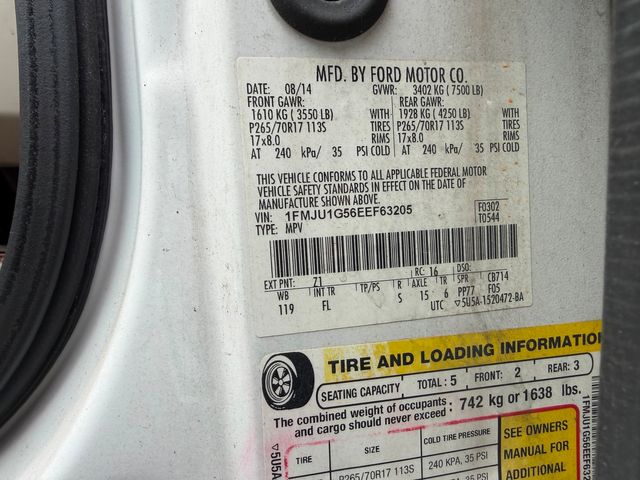 MFD. BY FORD MOTOR CO.
DATE: 08/14 GVWR: 3402 KG ( 7500 LB)
FRONT GAWR: REAR GAWR:
1610 KG ( 3550 LB) WITH 1928 KG ( 4250 LB) WITH
P265/70R17 113S TIRES P265/70R17 113S TIRES
17x8.0 RIMS 17x8.0 RIMS
AT 240 kPa/ 35 PSI COLD AT 240 kPa/ 35 PSI COLD
THIS VEHICLE CONFORMS TO ALL APPLICABLE FEDERAL MOTOR
VEHICLE SAFETY STANDARDS IN EFFECT ON THE DATE OF
MANUFACTURE SHOWN ABOVE.
VIN: 1FMJU1G56EEF63205 F0302
TYPE: MPV T0544
EXT PNT: Z1 RC: 16 DSO:
WB INT TR TP/PS R AXLE TR SPR CB714
119 FL S 15 6 PP77 F05
UTC ▽5U5A-1520472-BA
TIRE AND LOADING INFORMATIO
SEATING CAPACITY TOTAL : 5 FRONT: 2 REAR: 3
The combined weight of occupants and cargo should never exceed : 742 kg or 1638 lbs.
TIRE SIZE COLD TIRE PRESSURE SEE OWNERS
P265/70R17 113S 240 KPA, 35 PSI MANUAL FOR
ADDITIONAL
▽5U5A
1FMJU1G56EEF632